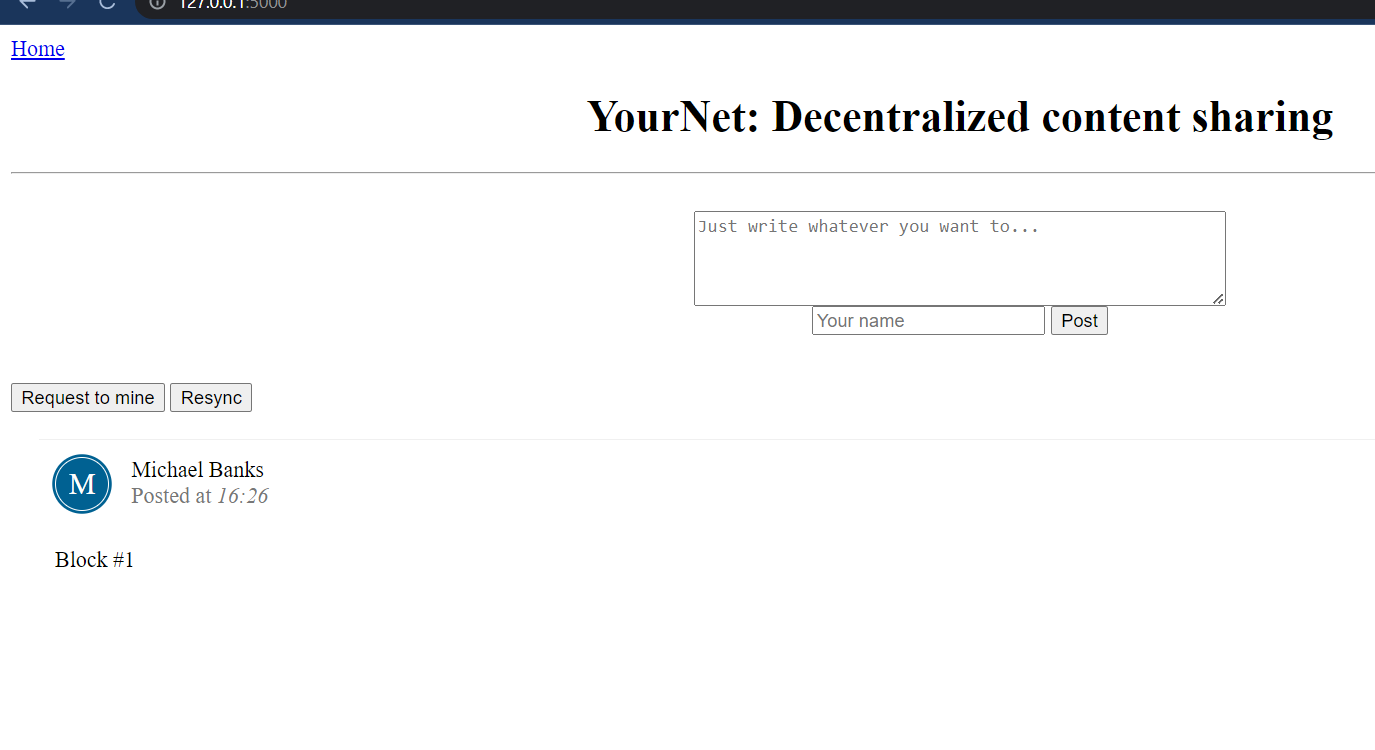 127.0.0.1:5000
Home
YourNet: Decentralized content sharing
Just write whatever you want to...
Your name Post
Request to mine Resync
M
Michael Banks
Posted at 16:26
Block #1